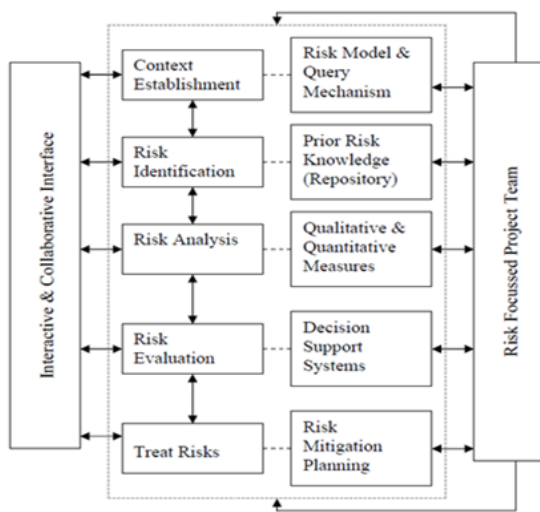 Interactive & Collaborative Interface
Context
Establishment
Risk Model &
Query
Mechanism
Risk
Identification
Prior Risk
Knowledge
(Repository)
Risk Analysis
Qualitative &
Quantitative
Measures
Risk
Evaluation
Decision
Support
Systems
Treat Risks
Risk
Mitigation
Planning
Risk Focussed Project Team